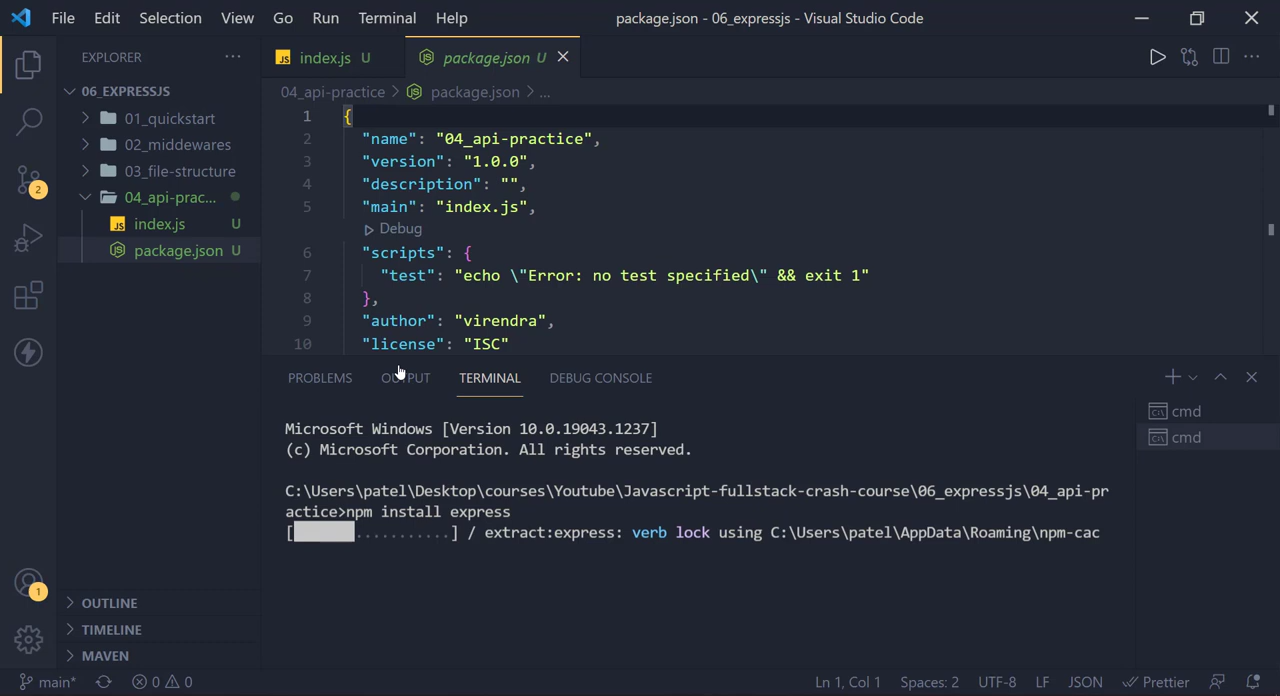 File Edit Selection View Go Run Terminal Help package.json - 06_expressjs - Visual Studio Code
EXPLORER
06_EXPRESSJS
01_quickstart
02_middewares
03_file-structure
04_api-prac...
index.js U
package.json U
OUTLINE
TIMELINE
MAVEN
2
1
JS index.js U package.json U
04_api-practice > package.json > ...
1 {
2 "name": "04_api-practice",
3 "version": "1.0.0",
4 "description": "",
5 "main": "index.js",
Debug
6 "scripts": {
7 "test": "echo \"Error: no test specified\" && exit 1"
8 },
9 "author": "virendra",
10 "license": "ISC"
PROBLEMS OUTPUT TERMINAL DEBUG CONSOLE
cmd
cmd
Microsoft Windows [Version 10.0.19043.1237]
(c) Microsoft Corporation. All rights reserved.
C:\Users\patel\Desktop\courses\Youtube\Javascript-fullstack-crash-course\06_expressjs\04_api-pr
actice>npm install express
[...........] / extract:express: verb lock using C:\Users\patel\AppData\Roaming\npm-cac
main* 0 0 Ln 1, Col 1 Spaces: 2 UTF-8 LF JSON Prettier